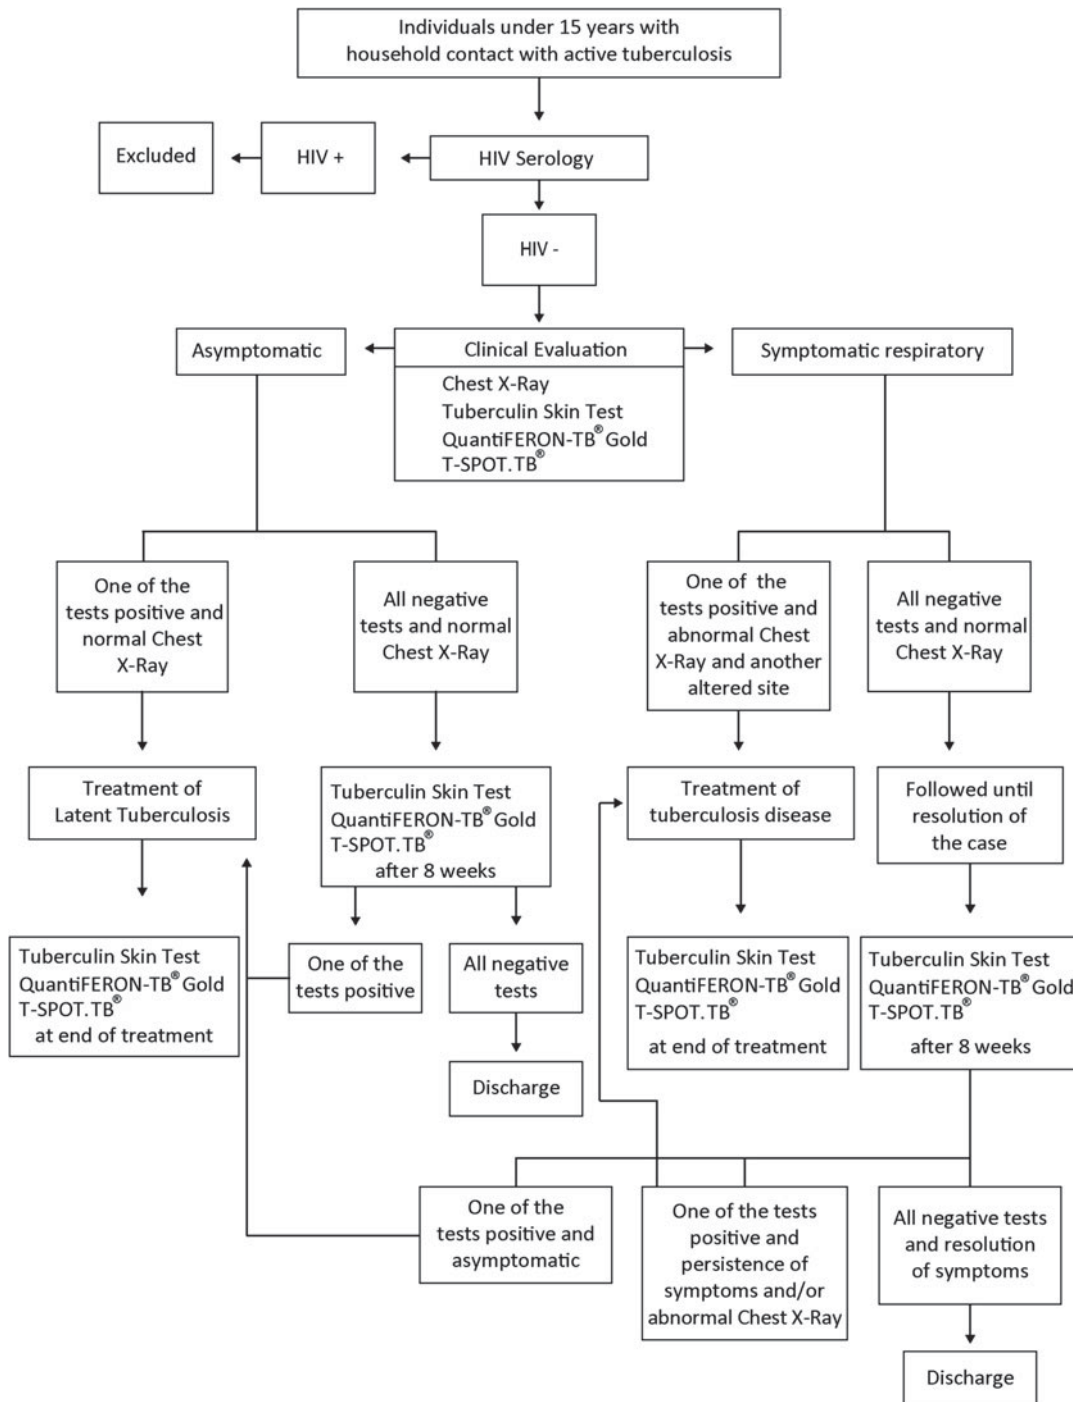 Individuals under 15 years with
household contact with active tuberculosis
Excluded
HIV +
HIV Serology
HIV -
Asymptomatic
Clinical Evaluation
Symptomatic respiratory
Chest X-Ray
Tuberculin Skin Test
QuantiFERON-TB® Gold
T-SPOT.TB®
One of the
tests positive and
normal Chest
X-Ray
All negative
tests and normal
Chest X-Ray
One of the
tests positive and
abnormal Chest
X-Ray and another
altered site
All negative
tests and normal
Chest X-Ray
Treatment of
Latent Tuberculosis
Tuberculin Skin Test
QuantiFERON-TB® Gold
T-SPOT.TB®
after 8 weeks
Treatment of
tuberculosis disease
Followed until
resolution of
the case
Tuberculin Skin Test
QuantiFERON-TB® Gold
T-SPOT.TB®
at end of treatment
One of the
tests positive
All negative
tests
Tuberculin Skin Test
QuantiFERON-TB® Gold
T-SPOT.TB®
at end of treatment
Tuberculin Skin Test
QuantiFERON-TB® Gold
T-SPOT.TB®
after 8 weeks
Discharge
One of the
tests positive and
asymptomatic
One of the tests
positive and
persistence of
symptoms and/or
abnormal Chest X-Ray
All negative tests
and resolution
of symptoms
Discharge